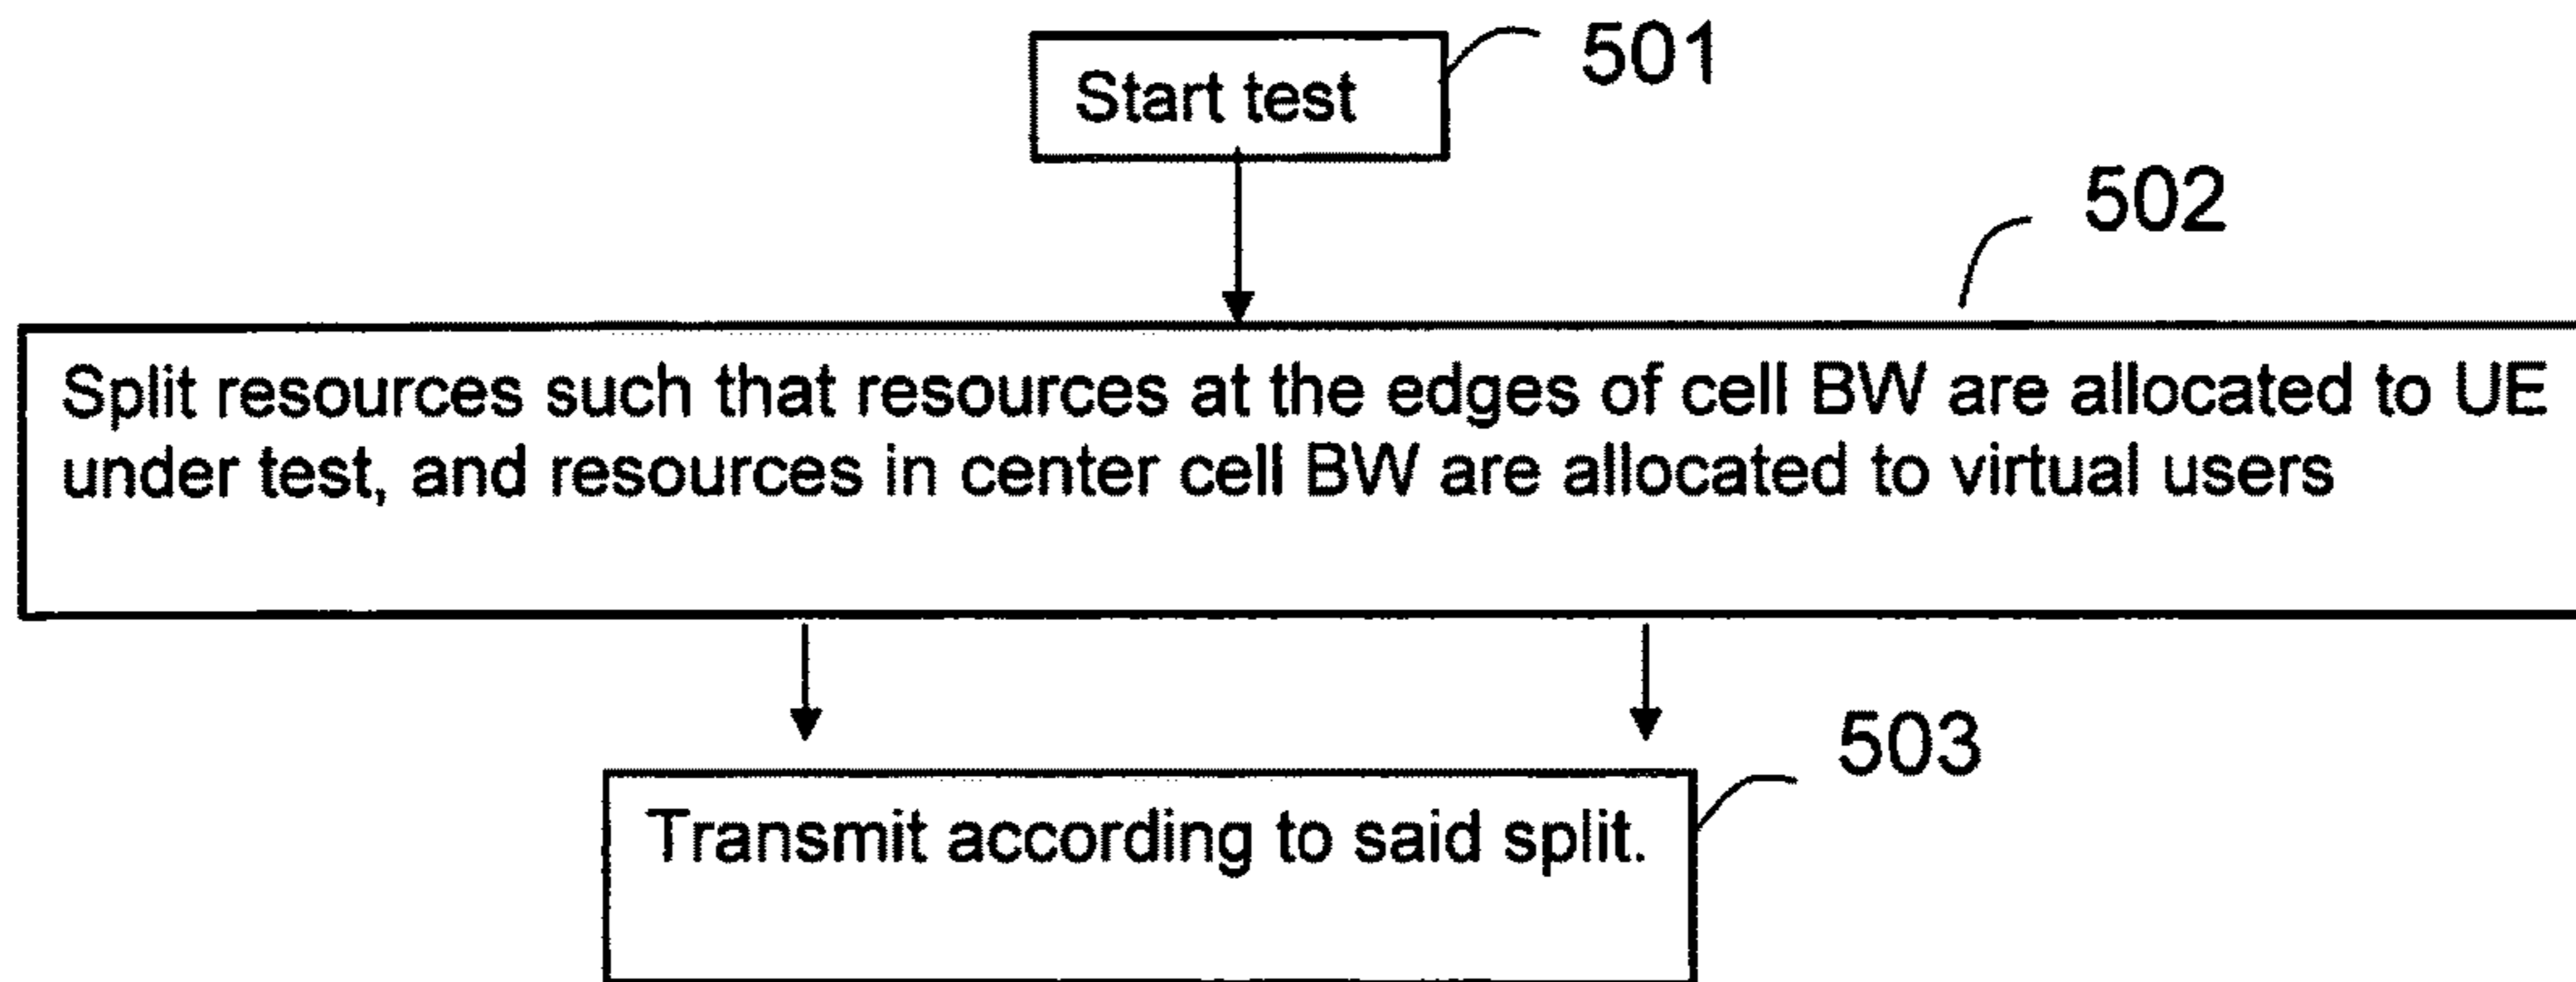 Start test
501
502
Split resources such that resources at the edges of cell BW are allocated to UE
under test, and resources in center cell BW are allocated to virtual users
503
Transmit according to said split.